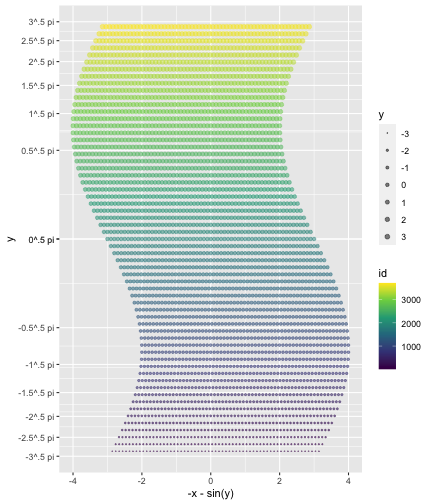 3^.5 pi
2.5^.5 pi
2^.5 pi
1.5^.5 pi
1^.5 pi
0.5^.5 pi
0^.5 pi
-0.5^.5 pi
-1^.5 pi
-1.5^.5 pi
-2^.5 pi
-2.5^.5 pi
-3^.5 pi
y
-4
-2
0
2
4
-x - sin(y)
y
-3
-2
-1
0
1
2
3
id
3000
2000
1000